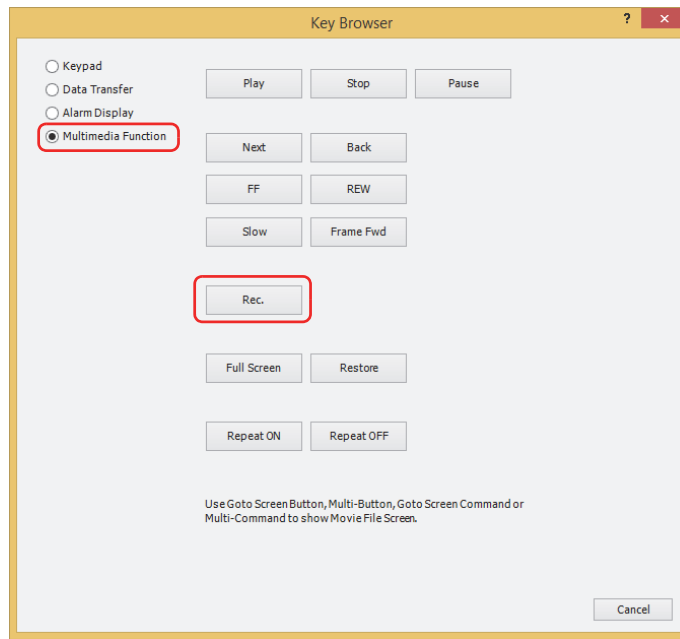 Key Browser
? ×
Keypad
Data Transfer
Alarm Display
Multimedia Function
Play Stop Pause
Next Back
FF REW
Slow Frame Fwd
Rec.
Full Screen Restore
Repeat ON Repeat OFF
Use Goto Screen Button, Multi-Button, Goto Screen Command or
Multi-Command to show Movie File Screen.
Cancel